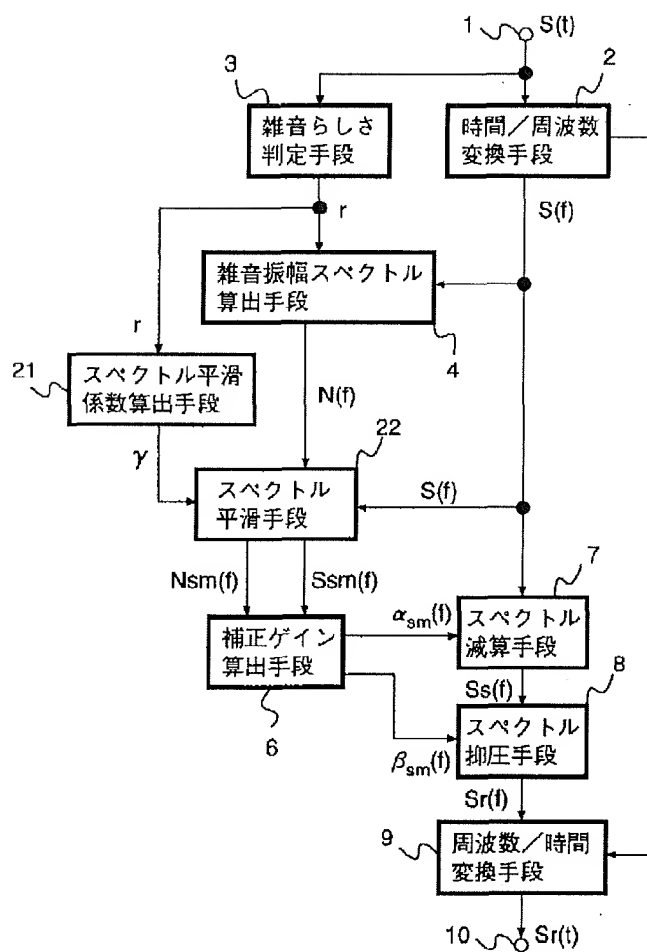 1
S(t)
3
2
雑音らしさ
判定手段
時間／周波数
変換手段
r
S(f)
雑音振幅スペクトル
算出手段
r
4
21
スペクトル平滑
係数算出手段
N(f)
γ
22
スペクトル
平滑手段
S(f)
Nsm(f)
Ssm(f)
7
補正ゲイン
算出手段
αsm(f)
スペクトル
減算手段
6
Ss(f)
8
βsm(f)
スペクトル
抑圧手段
Sr(f)
9
周波数／時間
変換手段
10
Sr(t)